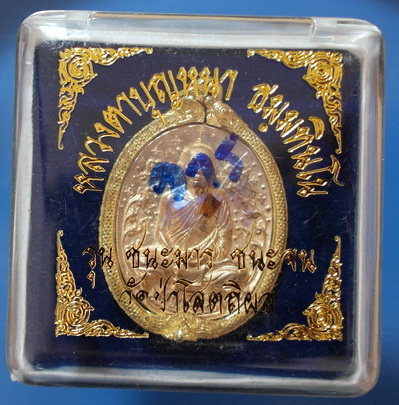 หลวงตาบุญหนา ธมฺมทินฺโน
รุ่น ชนะมาร ชนะจน
วัดป่าโสตถิผล